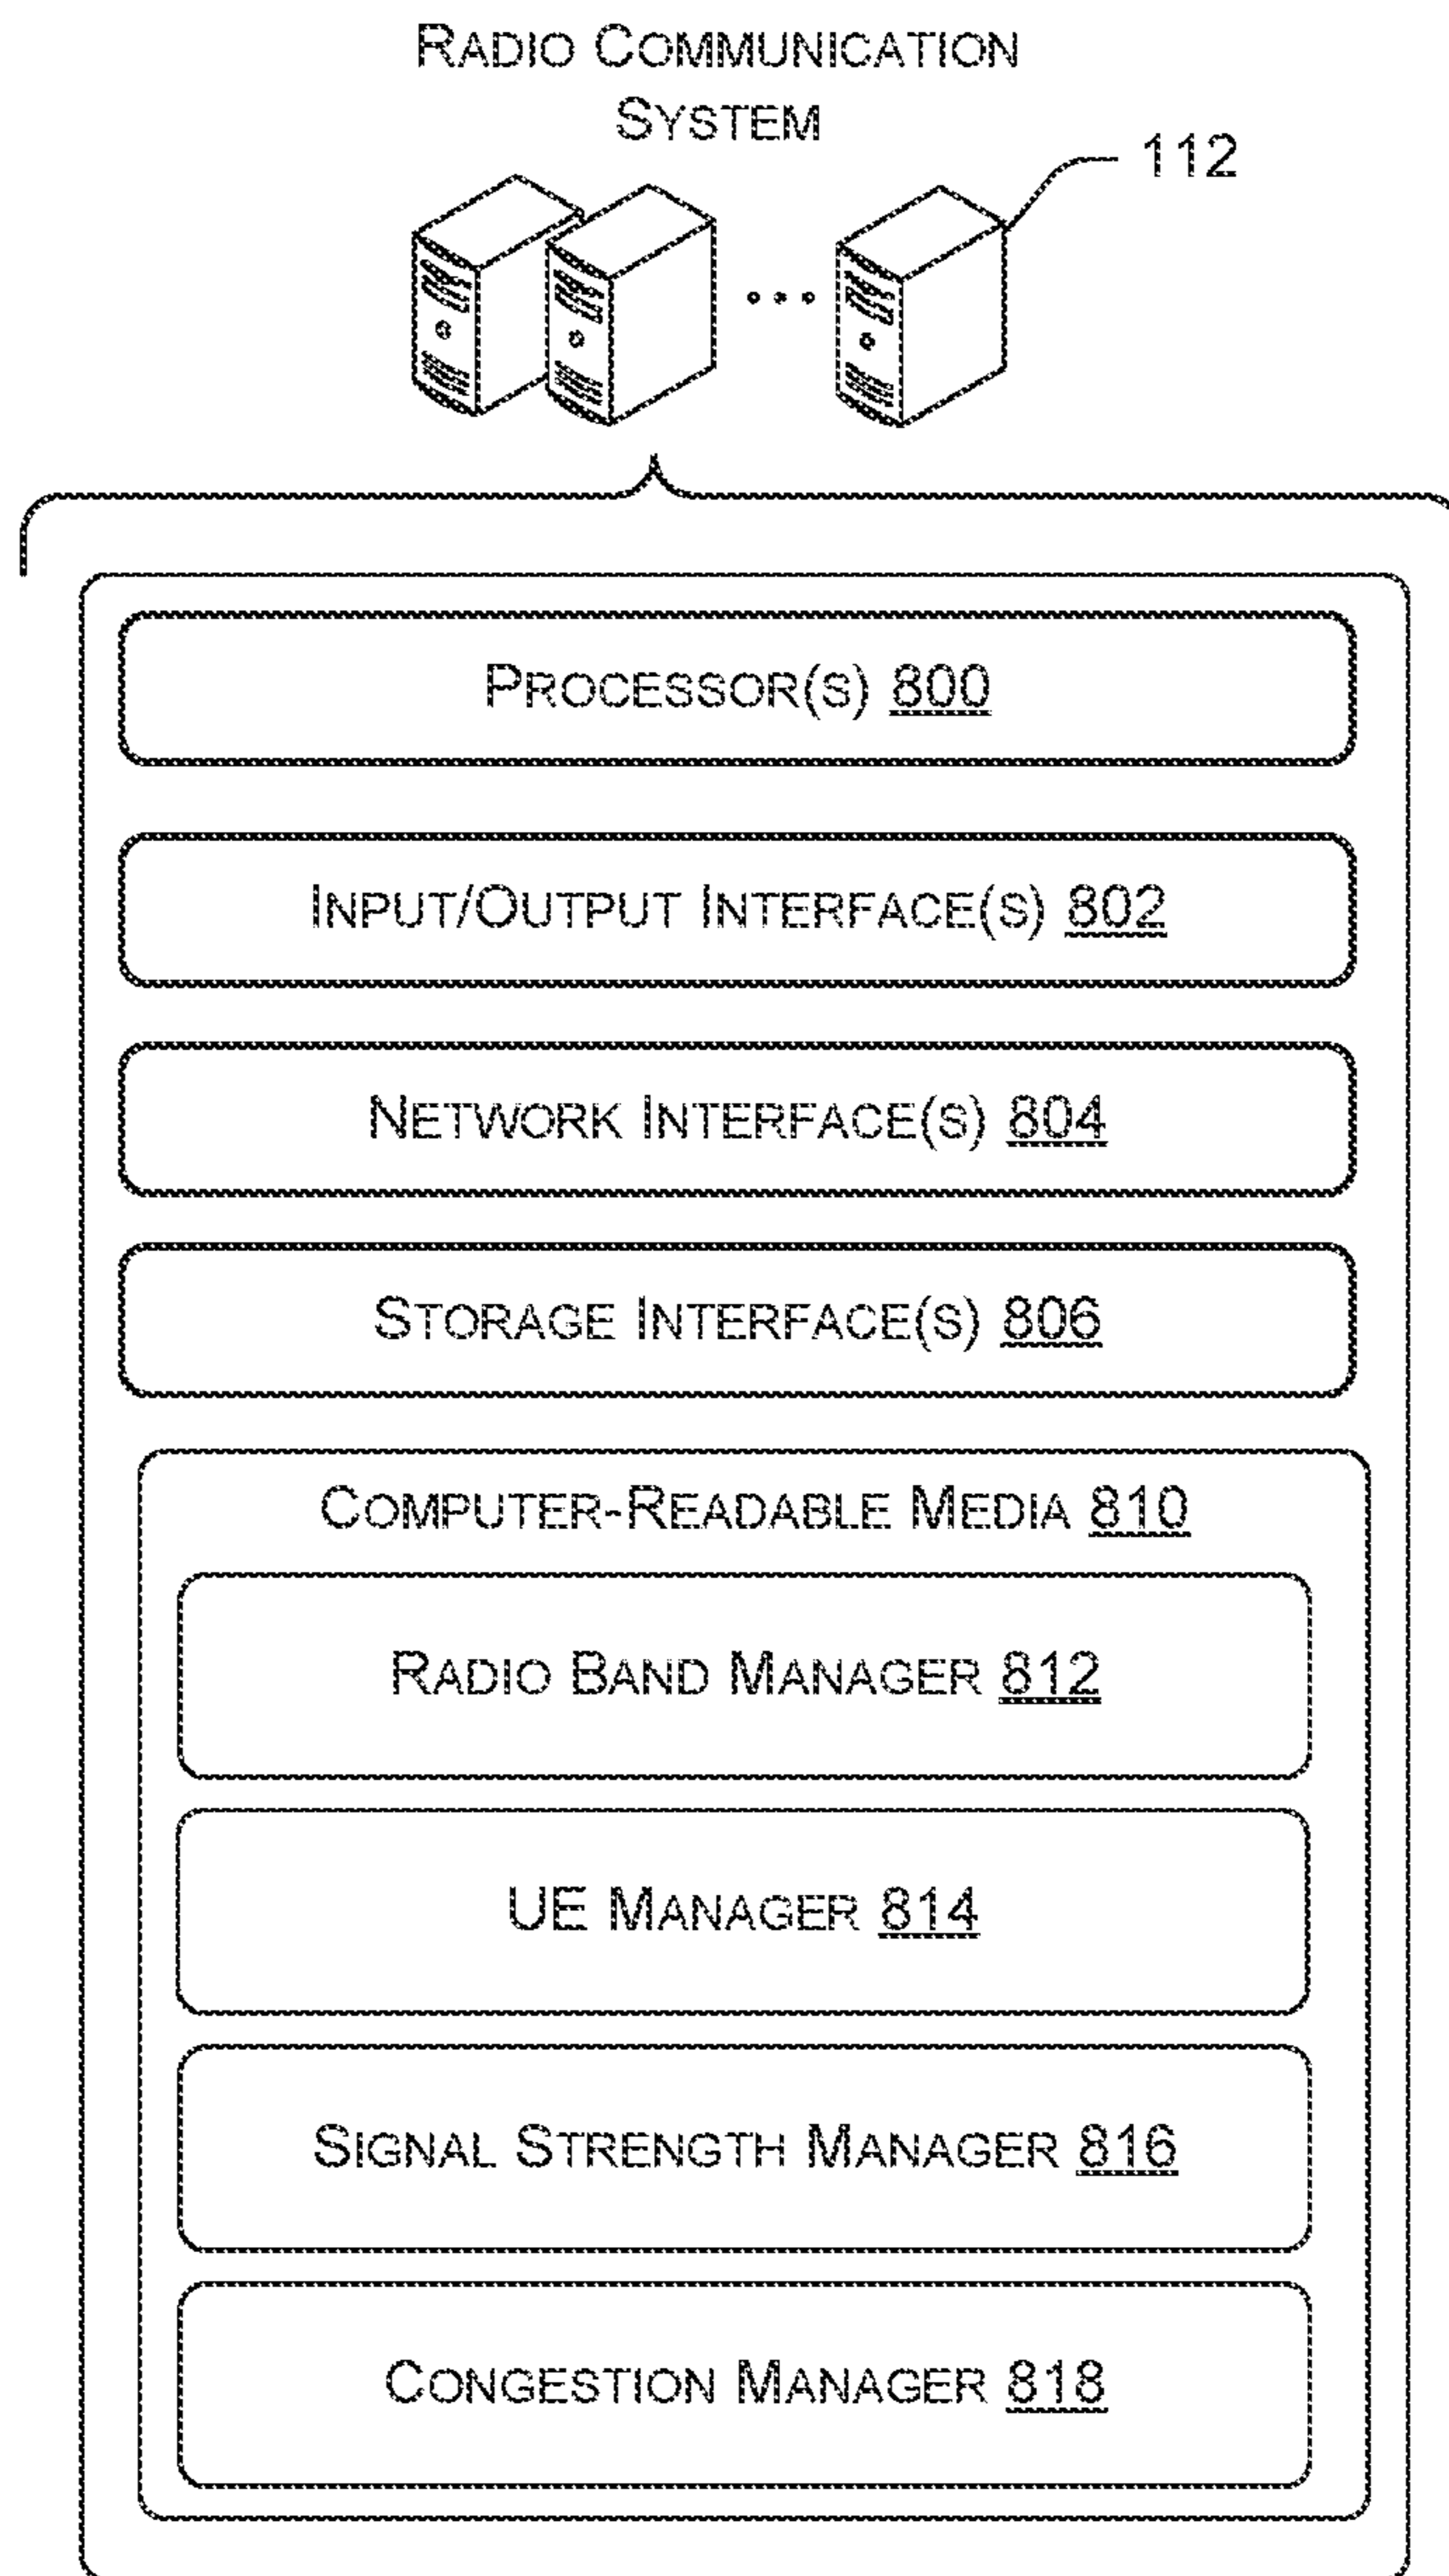 RADIO COMMUNICATION
SYSTEM
112
PROCESSOR(S) 800
INPUT/OUTPUT INTERFACE(S) 802
NETWORK INTERFACE(S) 804
STORAGE INTERFACE(S) 806
COMPUTER-READABLE MEDIA 810
RADIO BAND MANAGER 812
UE MANAGER 814
SIGNAL STRENGTH MANAGER 816
CONGESTION MANAGER 818